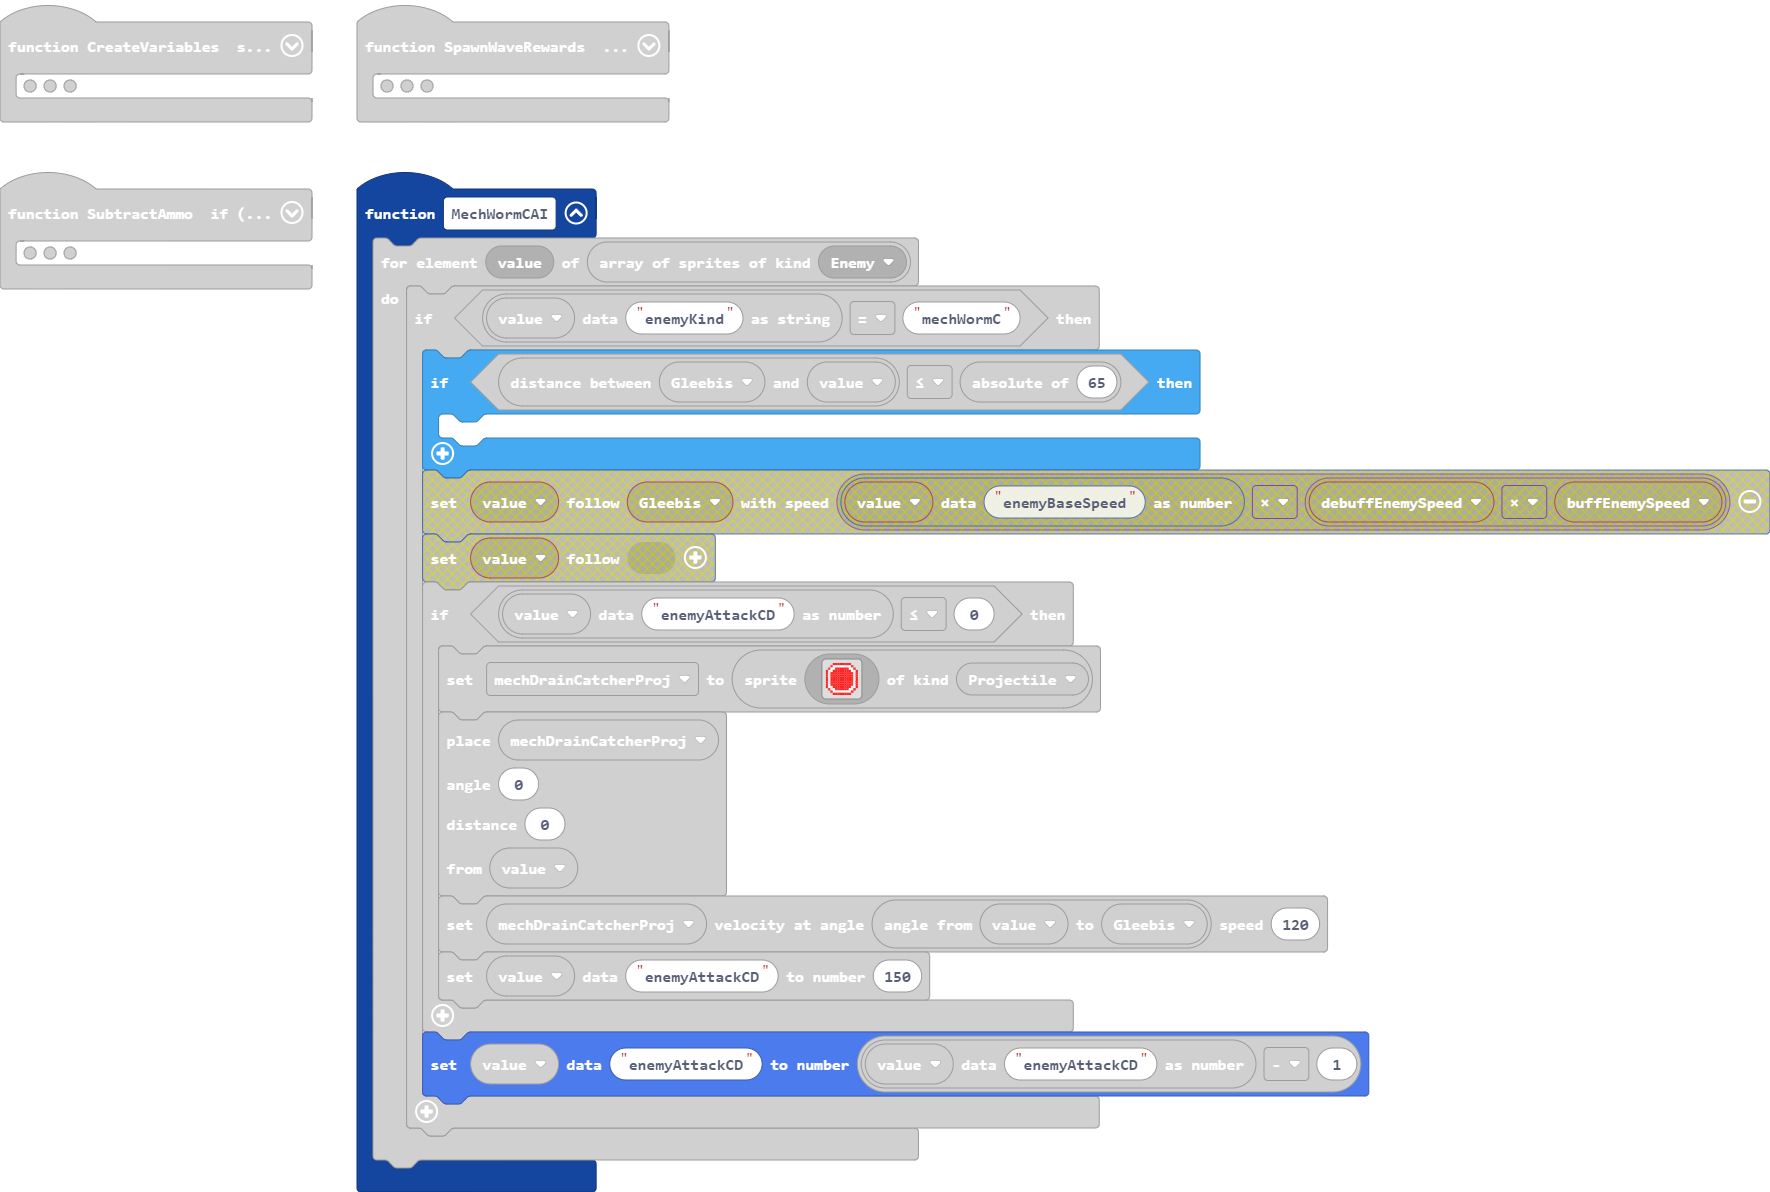 function CreateVariables s...
function SpawnWaveRewards ...
function SubtractAmmo if (...
function MechWormCAI
for element value of array of sprites of kind Enemy
do
if value data "enemyKind" as string = "mechWormC" then
if distance between Gleebis and value ≤ absolute of 65 then
set value follow Gleebis with speed value data "enemyBaseSpeed" as number × debuffEnemySpeed × buffEnemySpeed
set value follow
if value data "enemyAttackCD" as number ≤ 0 then
set mechDrainCatcherProj to sprite of kind Projectile
place mechDrainCatcherProj
angle 0
distance 0
from value
set mechDrainCatcherProj velocity at angle angle from value to Gleebis speed 120
set value data "enemyAttackCD" to number 150
set value data "enemyAttackCD" to number value data "enemyAttackCD" as number - 1